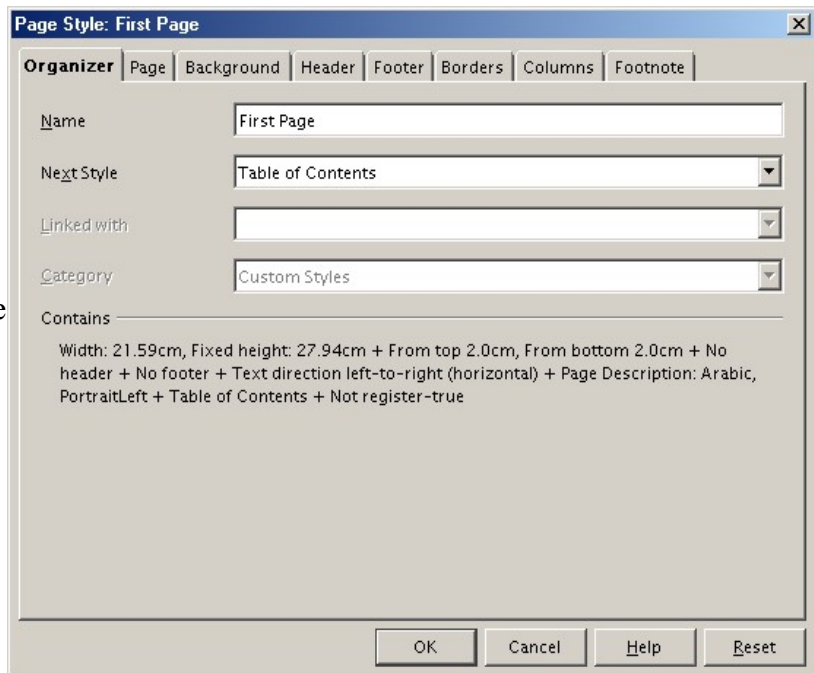 Page Style: First Page
Organizer Page Background Header Footer Borders Columns Footnote
Name First Page
Next Style Table of Contents
Linked with
Category Custom Styles
e
Contains
Width: 21.59cm, Fixed height: 27.94cm + From top 2.0cm, From bottom 2.0cm + No
header + No footer + Text direction left-to-right (horizontal) + Page Description: Arabic,
PortraitLeft + Table of Contents + Not register-true
OK Cancel Help Reset